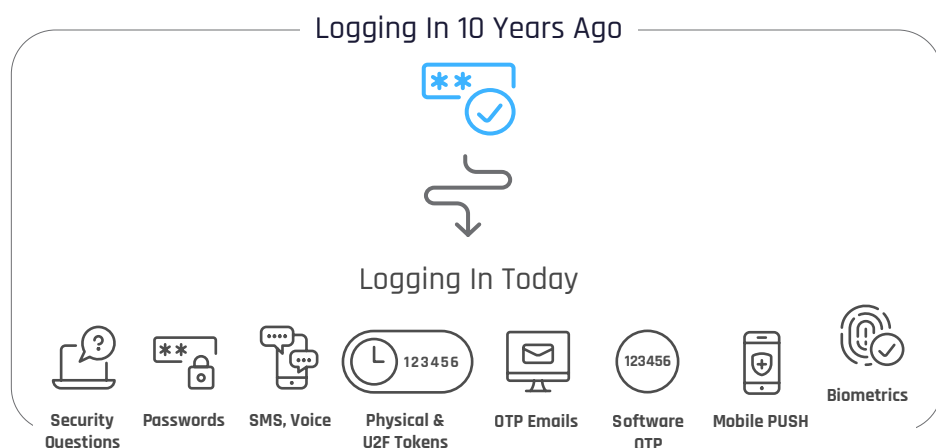 Logging In 10 Years Ago
**
Logging In Today
?
**
123456
123456
Security
Questions
Passwords
SMS, Voice
Physical &
U2F Tokens
OTP Emails
Software
OTP
Mobile PUSH
Biometrics